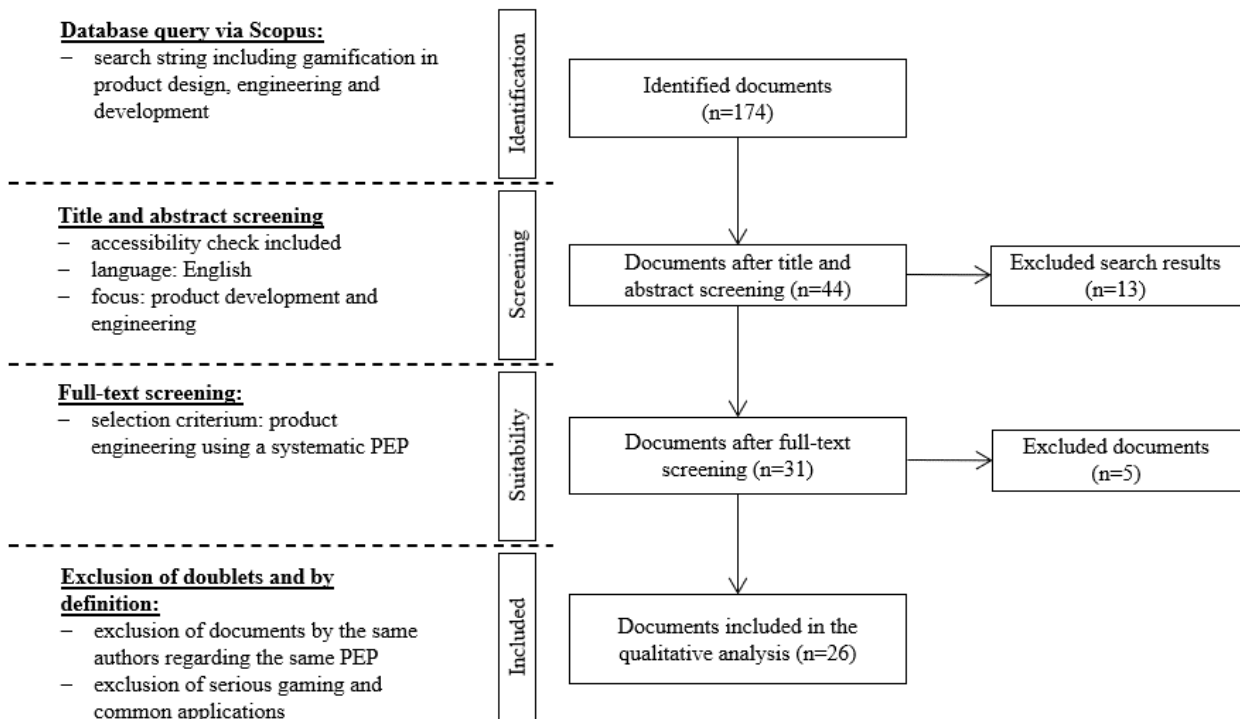 Database query via Scopus:
– search string including gamification in
product design, engineering and
development
Identification
Identified documents
(n=174)
Title and abstract screening
– accessibility check included
– language: English
– focus: product development and
engineering
Screening
Documents after title and
abstract screening (n=44)
Excluded search results
(n=13)
Full-text screening:
– selection criterium: product
engineering using a systematic PEP
Suitability
Documents after full-text
screening (n=31)
Excluded documents
(n=5)
Exclusion of doublets and by
definition:
– exclusion of documents by the same
authors regarding the same PEP
– exclusion of serious gaming and
common applications
Included
Documents included in the
qualitative analysis (n=26)